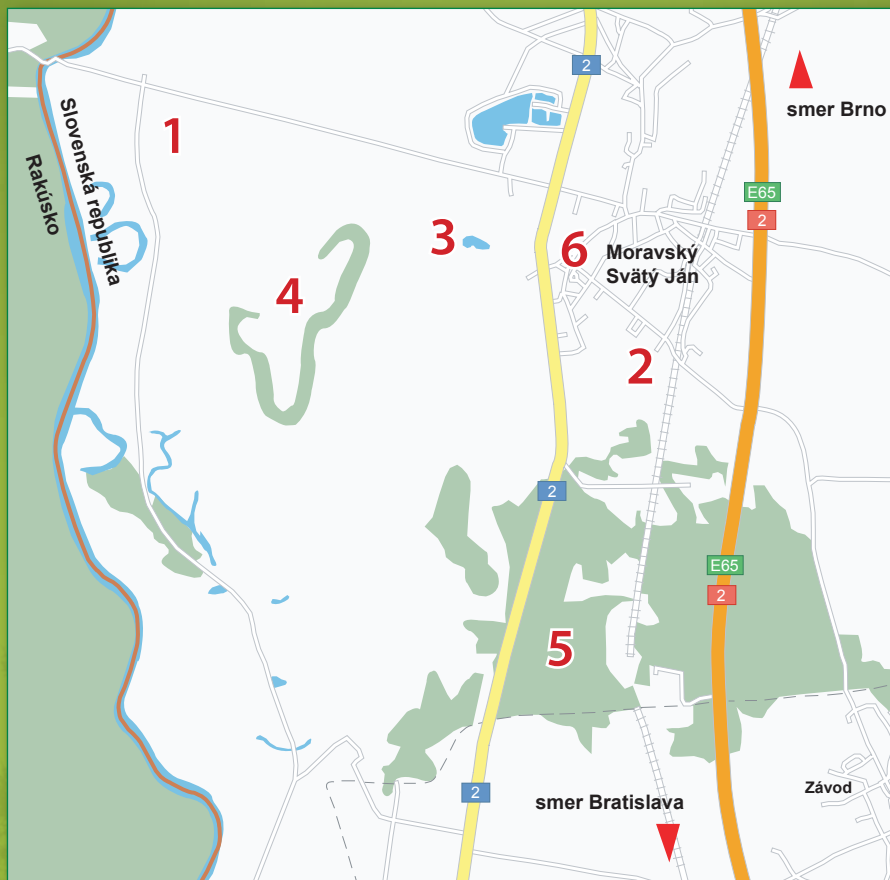 2
smer Brno
Slovenská republika
Rakúsko
1
E65
2
3
6
Moravský
Svätý Ján
4
2
2
E65
2
5
2
Závod
smer Bratislava